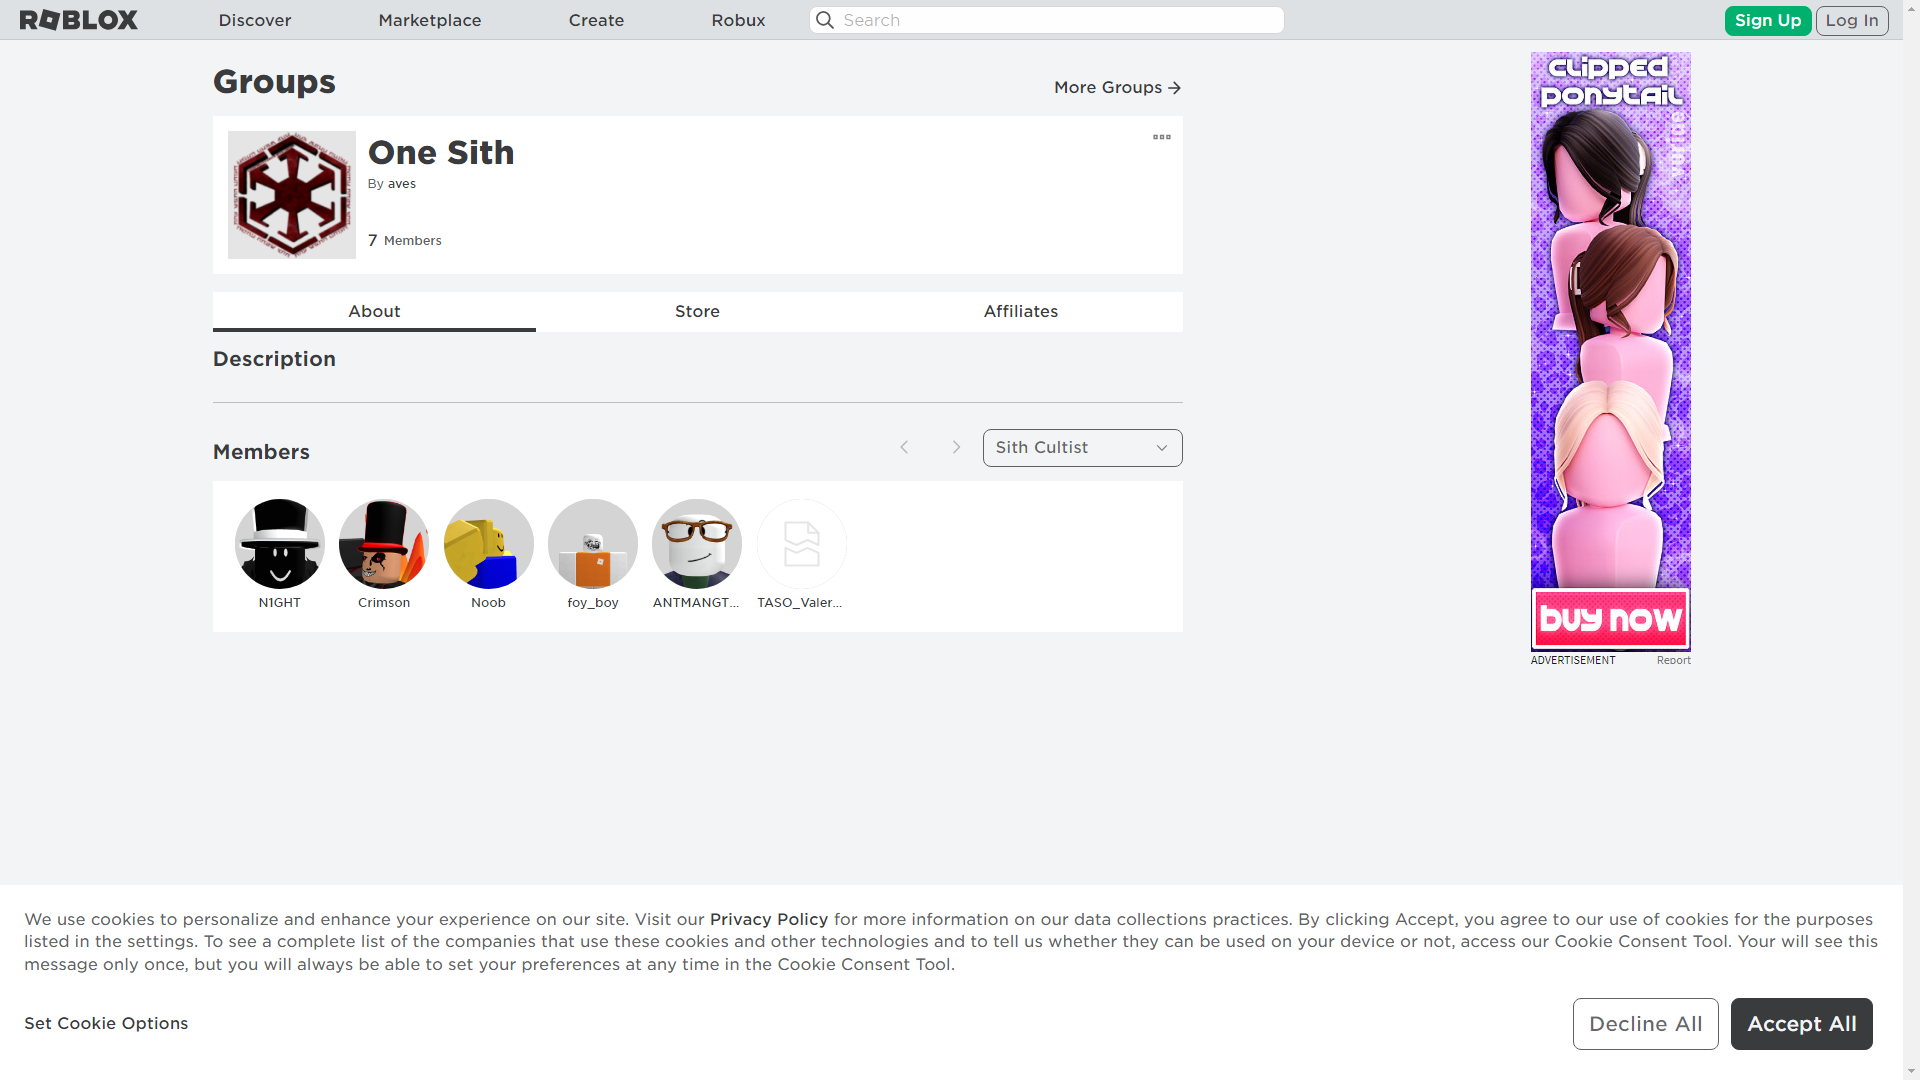 ROBLOX
Discover
Marketplace
Create
Robux
Search
Sign Up
Log In
Groups
More Groups
One Sith
By aves
7 Members
About
Store
Affiliates
Description
Members
Sith Cultist
N1GHT
Crimson
Noob
foy_boy
ANTMANGT...
TASO_Valer...
clipped
ponytail
buy now
ADVERTISEMENT
Report
We use cookies to personalize and enhance your experience on our site. Visit our Privacy Policy for more information on our data collections practices. By clicking Accept, you agree to our use of cookies for the purposes
listed in the settings. To see a complete list of the companies that use these cookies and other technologies and to tell us whether they can be used on your device or not, access our Cookie Consent Tool. Your will see this
message only once, but you will always be able to set your preferences at any time in the Cookie Consent Tool.
Set Cookie Options
Decline All
Accept All